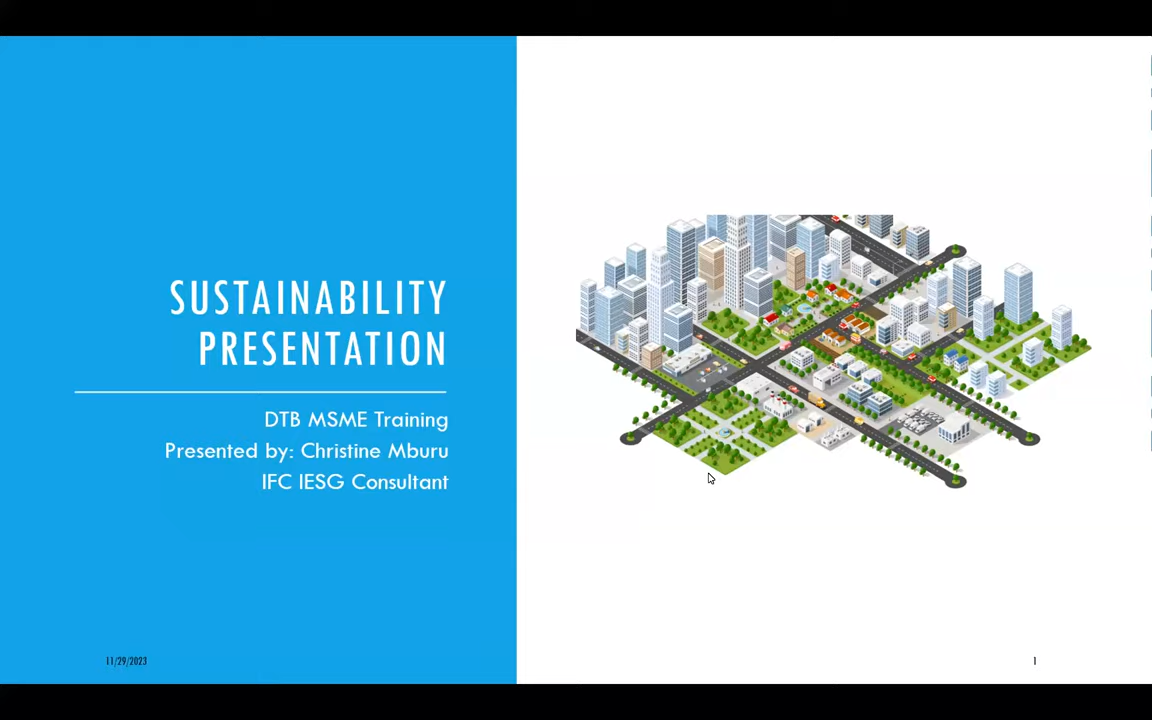 SUSTAINABILITY
PRESENTATION
DTB MSME Training
Presented by: Christine Mburu
IFC IESG Consultant
11/29/2023
1